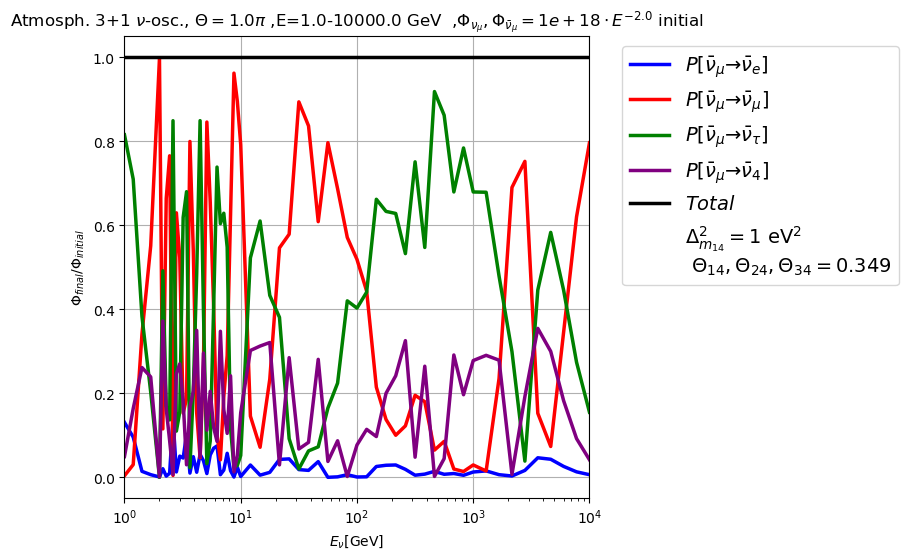 Atmosph. 3+1 ν-osc., Θ = 1.0π ,E=1.0-10000.0 GeV ,Φ_{ν_μ}, Φ_{ν̄_μ} = 1e + 18 · E^{−2.0} initial
1.0
0.8
0.6
0.4
0.2
0.0
Φ_{final}/Φ_{initial}
10^0 10^1 10^2 10^3 10^4
E_ν[GeV]
P[ν̄_μ→ν̄_e]
P[ν̄_μ→ν̄_μ]
P[ν̄_μ→ν̄_τ]
P[ν̄_μ→ν̄_4]
Total
Δ^2_{m_{14}} = 1 eV^2
Θ_{14}, Θ_{24}, Θ_{34} = 0.349